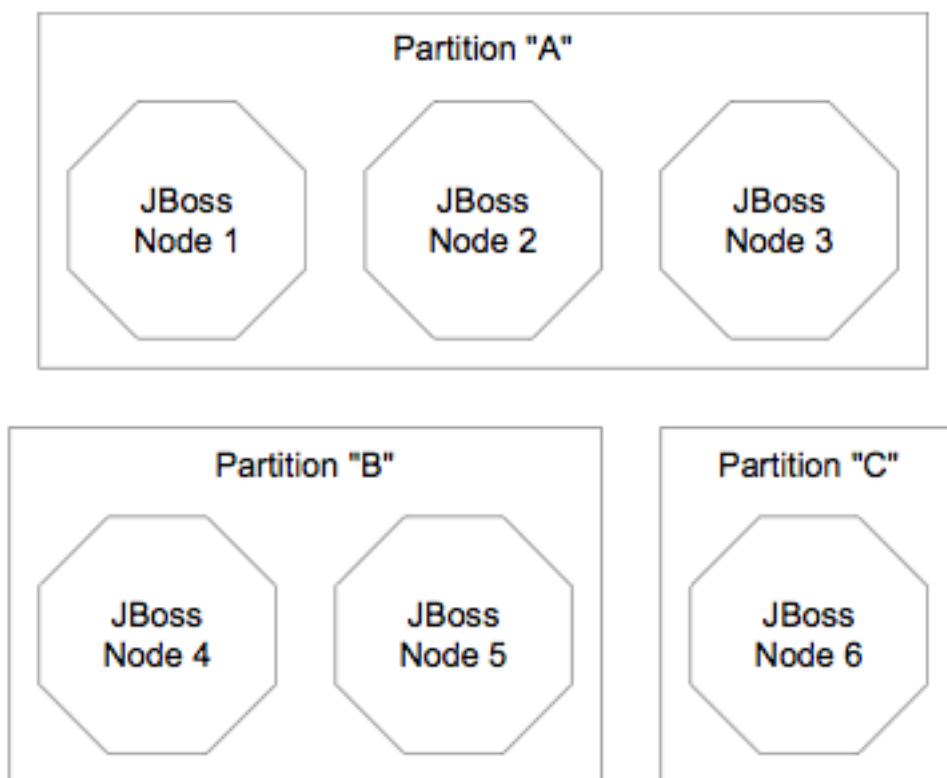 Partition "A"
JBoss
Node 1
JBoss
Node 2
JBoss
Node 3
Partition "B"
JBoss
Node 4
JBoss
Node 5
Partition "C"
JBoss
Node 6